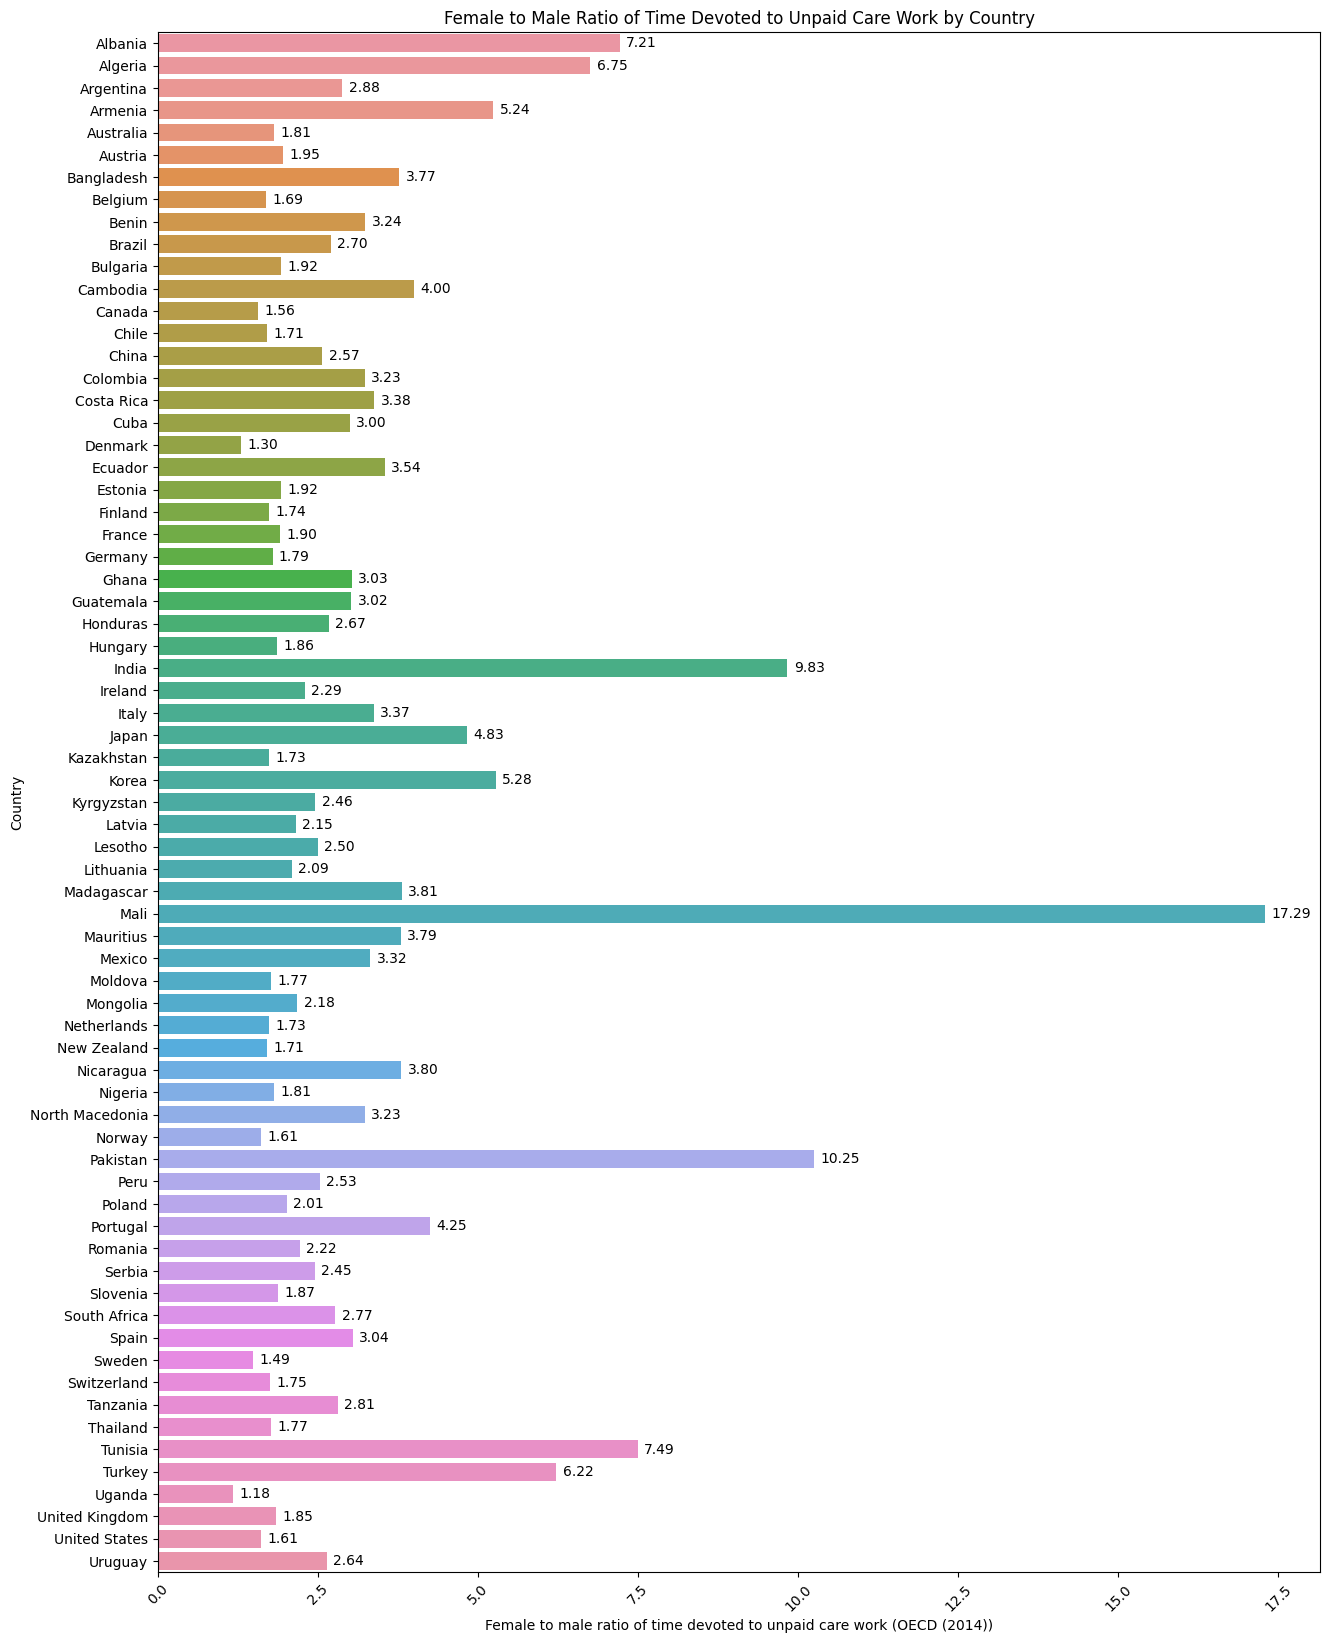 Female to Male Ratio of Time Devoted to Unpaid Care Work by Country
Country
Albania 7.21
Algeria 6.75
Argentina 2.88
Armenia 5.24
Australia 1.81
Austria 1.95
Bangladesh 3.77
Belgium 1.69
Benin 3.24
Brazil 2.70
Bulgaria 1.92
Cambodia 4.00
Canada 1.56
Chile 1.71
China 2.57
Colombia 3.23
Costa Rica 3.38
Cuba 3.00
Denmark 1.30
Ecuador 3.54
Estonia 1.92
Finland 1.74
France 1.90
Germany 1.79
Ghana 3.03
Guatemala 3.02
Honduras 2.67
Hungary 1.86
India 9.83
Ireland 2.29
Italy 3.37
Japan 4.83
Kazakhstan 1.73
Korea 5.28
Kyrgyzstan 2.46
Latvia 2.15
Lesotho 2.50
Lithuania 2.09
Madagascar 3.81
Mali 17.29
Mauritius 3.79
Mexico 3.32
Moldova 1.77
Mongolia 2.18
Netherlands 1.73
New Zealand 1.71
Nicaragua 3.80
Nigeria 1.81
North Macedonia 3.23
Norway 1.61
Pakistan 10.25
Peru 2.53
Poland 2.01
Portugal 4.25
Romania 2.22
Serbia 2.45
Slovenia 1.87
South Africa 2.77
Spain 3.04
Sweden 1.49
Switzerland 1.75
Tanzania 2.81
Thailand 1.77
Tunisia 7.49
Turkey 6.22
Uganda 1.18
United Kingdom 1.85
United States 1.61
Uruguay 2.64
0.0 2.5 5.0 7.5 10.0 12.5 15.0 17.5
Female to male ratio of time devoted to unpaid care work (OECD (2014))